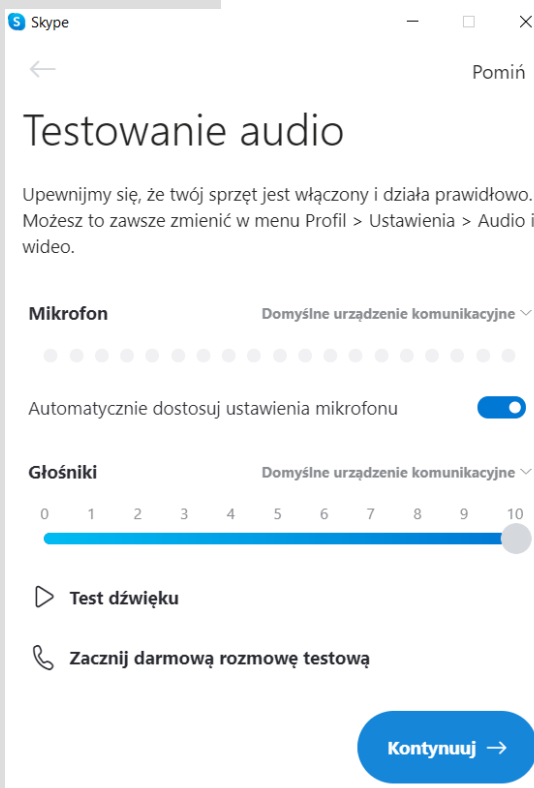 Skype
Pomiń
Testowanie audio
Upewnijmy się, że twój sprzęt jest włączony i działa prawidłowo.
Możesz to zawsze zmienić w menu Profil > Ustawienia > Audio i
wideo.
Mikrofon Domyślne urządzenie komunikacyjne
Automatycznie dostosuj ustawienia mikrofonu
Głośniki Domyślne urządzenie komunikacyjne
0 1 2 3 4 5 6 7 8 9 10
Test dźwięku
Zacznij darmową rozmowę testową
Kontynuuj →